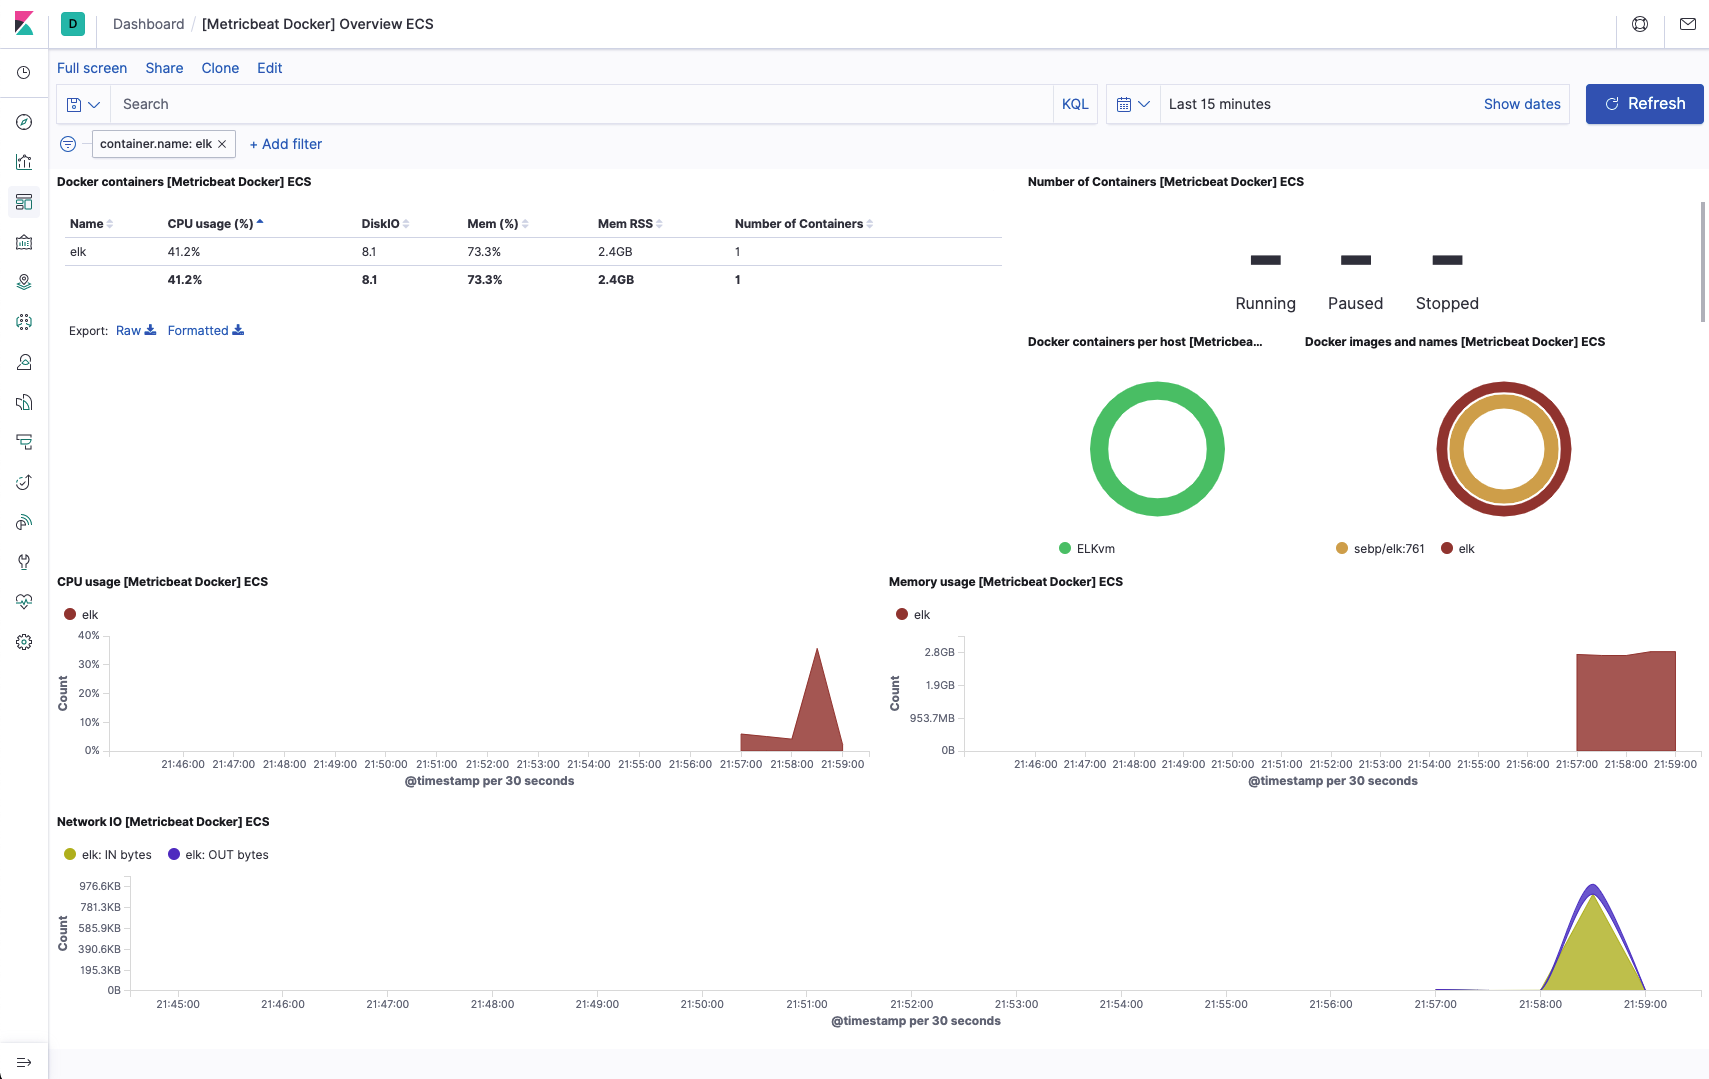 D Dashboard / [Metricbeat Docker] Overview ECS
Full screen Share Clone Edit
Search KQL Last 15 minutes Show dates Refresh
container.name: elk × + Add filter
Docker containers [Metricbeat Docker] ECS
Name CPU usage (%) DiskIO Mem (%) Mem RSS Number of Containers
elk 41.2% 8.1 73.3% 2.4GB 1
41.2% 8.1 73.3% 2.4GB 1
Export: Raw Formatted
Number of Containers [Metricbeat Docker] ECS
- - -
Running Paused Stopped
Docker containers per host [Metricbea...
ELKvm
Docker images and names [Metricbeat Docker] ECS
sebp/elk:761 elk
CPU usage [Metricbeat Docker] ECS
elk
Count
40%
30%
20%
10%
0%
21:46:00 21:47:00 21:48:00 21:49:00 21:50:00 21:51:00 21:52:00 21:53:00 21:54:00 21:55:00 21:56:00 21:57:00 21:58:00 21:59:00
@timestamp per 30 seconds
Memory usage [Metricbeat Docker] ECS
elk
Count
2.8GB
1.9GB
953.7MB
0B
21:46:00 21:47:00 21:48:00 21:49:00 21:50:00 21:51:00 21:52:00 21:53:00 21:54:00 21:55:00 21:56:00 21:57:00 21:58:00 21:59:00
@timestamp per 30 seconds
Network IO [Metricbeat Docker] ECS
elk: IN bytes elk: OUT bytes
Count
976.6KB
781.3KB
585.9KB
390.6KB
195.3KB
0B
21:45:00 21:46:00 21:47:00 21:48:00 21:49:00 21:50:00 21:51:00 21:52:00 21:53:00 21:54:00 21:55:00 21:56:00 21:57:00 21:58:00 21:59:00
@timestamp per 30 seconds